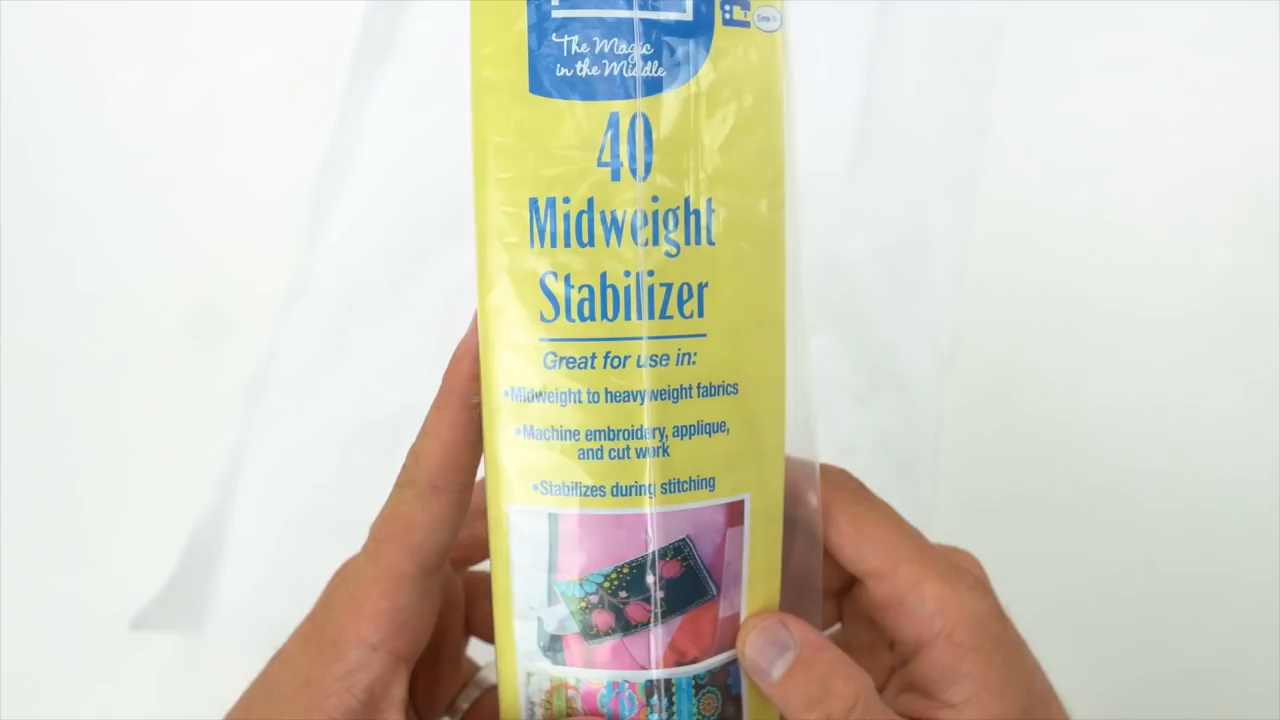 The Magic
in the Middle
40
Midweight
Stabilizer
Great for use in:
•Midweight to heavyweight fabrics
•Machine embroidery, applique,
and cut work
•Stabilizes during stitching